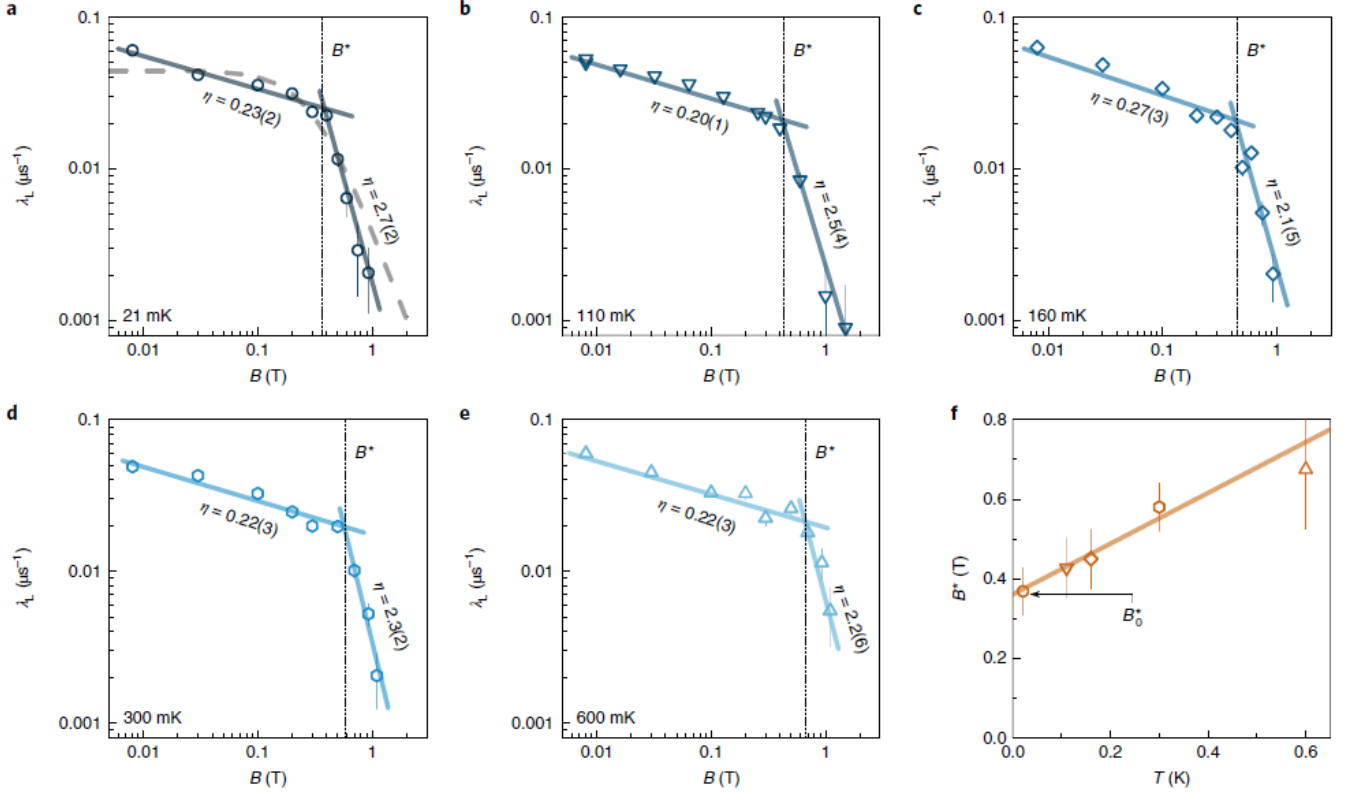 a
0.1
0.01
0.001
λL (μs⁻¹)
B*
η = 0.23(2)
η = 2.7(2)
21 mK
0.01
0.1
1
B (T)
b
0.1
0.01
0.001
λL (μs⁻¹)
B*
η = 0.20(1)
η = 2.5(4)
110 mK
0.01
0.1
1
B (T)
c
0.1
0.01
0.001
λL (μs⁻¹)
B*
η = 0.27(3)
η = 2.1(5)
160 mK
0.01
0.1
1
B (T)
d
0.1
0.01
0.001
λL (μs⁻¹)
B*
η = 0.22(3)
η = 2.3(2)
300 mK
0.01
0.1
1
B (T)
e
0.1
0.01
0.001
λL (μs⁻¹)
B*
η = 0.22(3)
η = 2.2(6)
600 mK
0.01
0.1
1
B (T)
f
0.8
0.6
0.4
0.2
0.0
B* (T)
B*0
0.0
0.2
0.4
0.6
T (K)